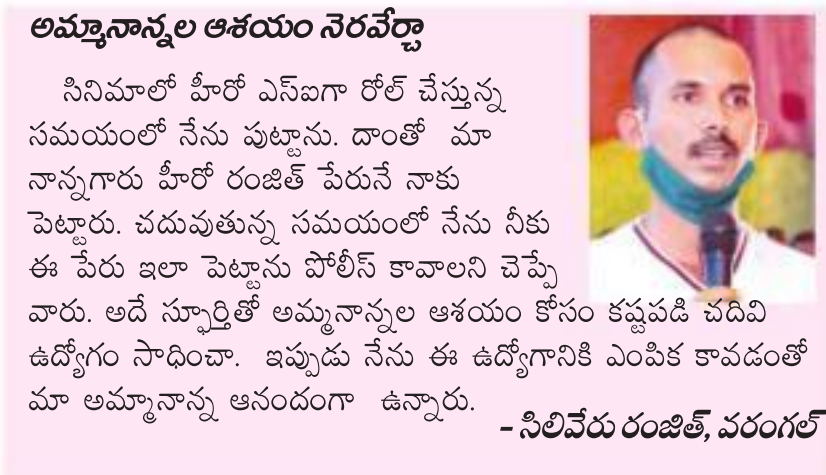 అమ్మానాన్నల ఆశయం నెరవేర్చా
సినిమాలో హీరో ఎస్ఐగా రోల్ చేస్తున్న
సమయంలో నేను పుట్టాను. దాంతో మా
నాన్నగారు హీరో రంజిత్ పేరునే నాకు
పెట్టారు. చదువుతున్న సమయంలో నేను నీకు
ఈ పేరు ఇలా పెట్టాను పోలీస్ కావాలని చెప్పే
వారు. అదే స్ఫూర్తితో అమ్మనాన్నల ఆశయం కోసం కష్టపడి చదివి
ఉద్యోగం సాధించా. ఇప్పుడు నేను ఈ ఉద్యోగానికి ఎంపిక కావడంతో
మా అమ్మానాన్న ఆనందంగా ఉన్నారు.
– సిలివేరు రంజిత్, వరంగల్